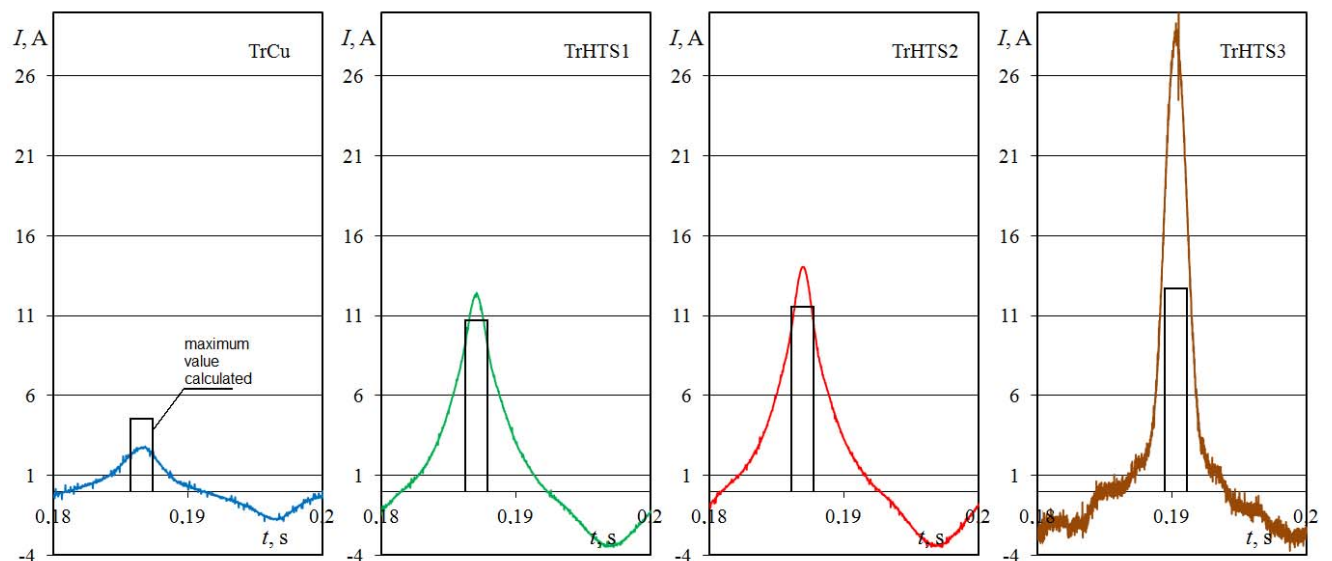 I, A
TrCu
26
21
16
11
6
1
-4
0.18
0.19
0.2
t, s
maximum
value
calculated
I, A
TrHTS1
26
21
16
11
6
1
-4
0.18
0.19
0.2
t, s
I, A
TrHTS2
26
21
16
11
6
1
-4
0.18
0.19
0.2
t, s
I, A
TrHTS3
26
21
16
11
6
1
-4
0.18
0.19
0.2
t, s